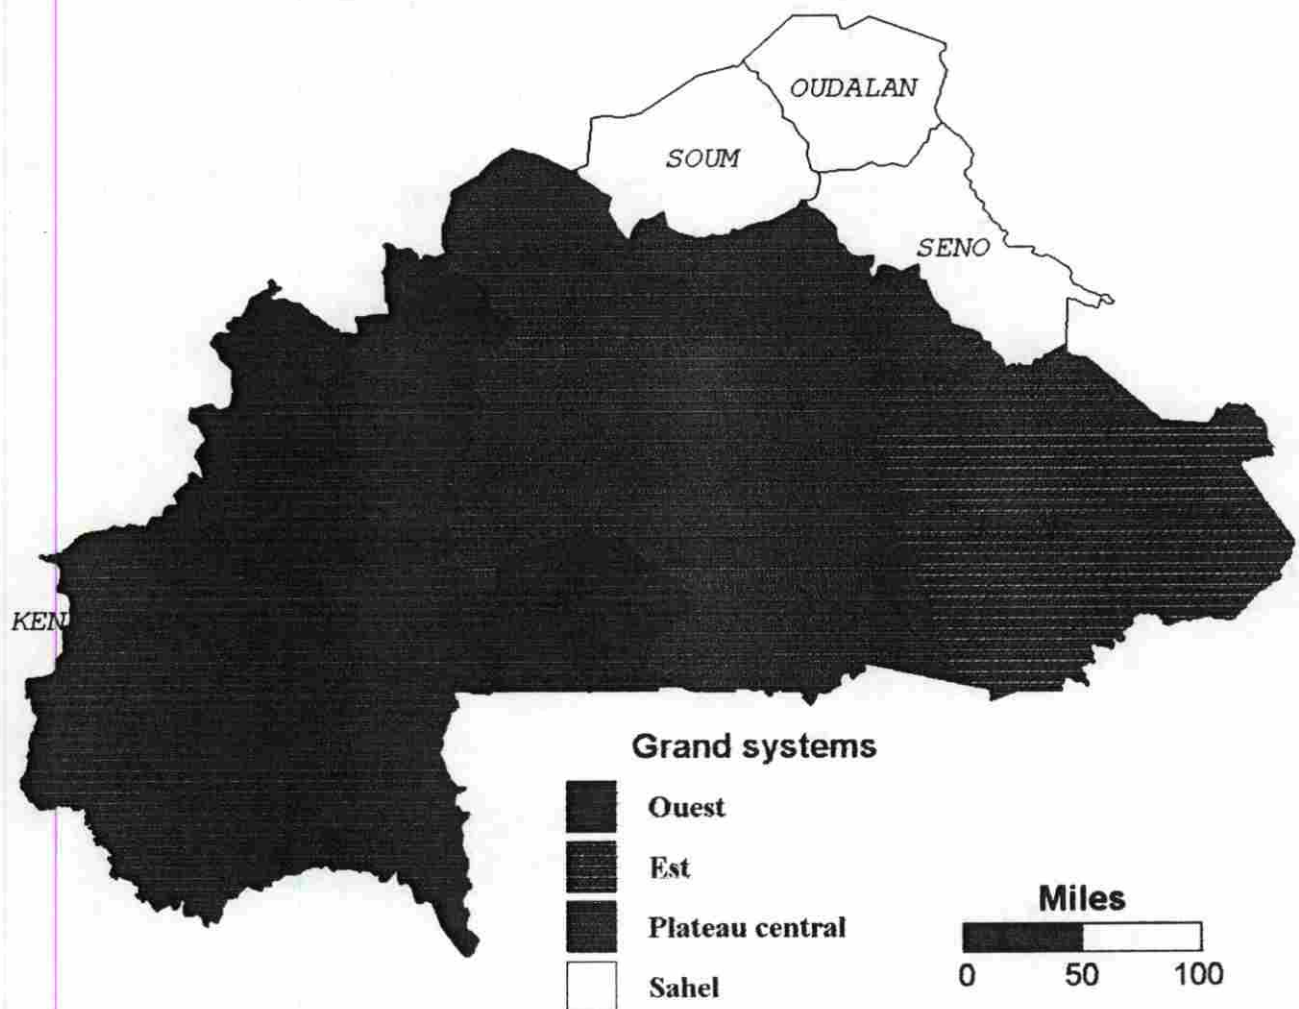 OUDALAN
SOUM
SENO
KEN
Grand systems
Ouest
Est
Plateau central
Sahel
Miles
0 50 100